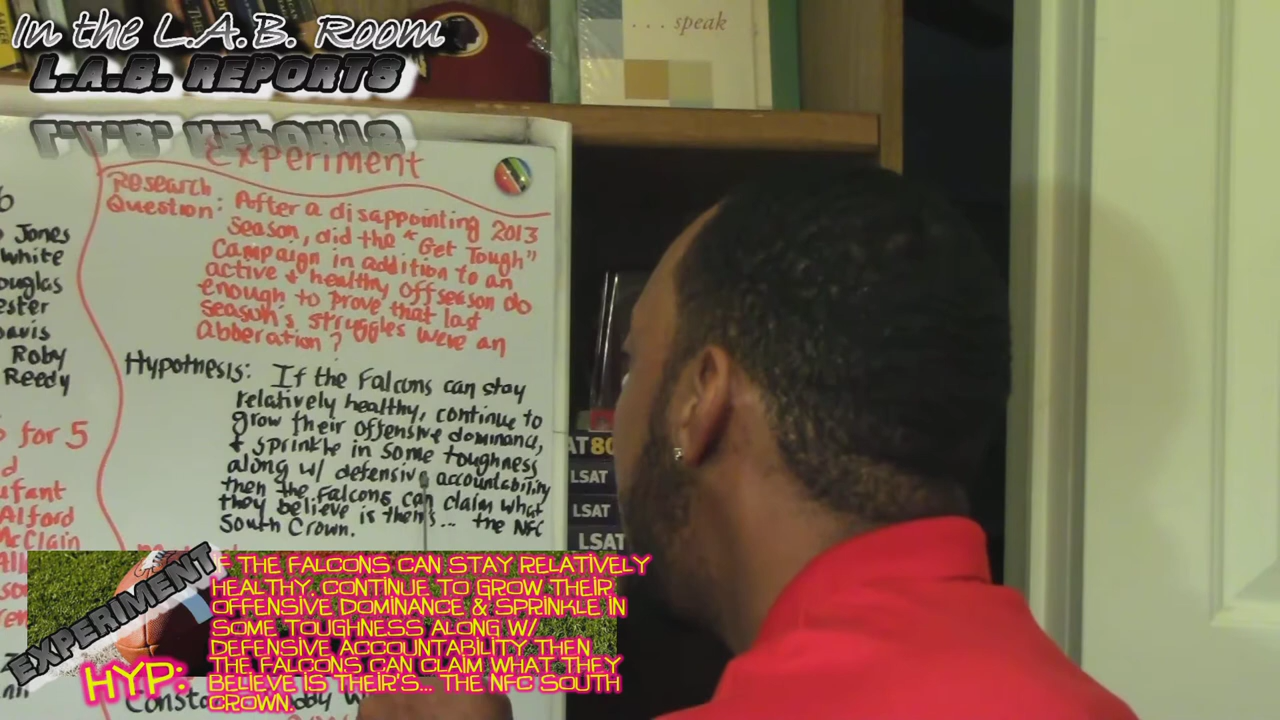 In the L.A.B. Room
L.A.B. REPORTS
... speak
Experiment
Research
Question: After a disappointing 2013
season, did the "Get Tough"
Campaign in addition to an
active & healthy offseason do
enough to prove that last
season's struggles were an
abberation?
Jones
White
ouglas
ester
Davis
Roby
Reedy
for 5
ufant
Alford
McClain
Hypothesis: If the Falcons can stay
relatively healthy, continue to
grow their offensive dominance,
& sprinkle in some toughness
along w/ defensive accountability
then the Falcons can claim what
they believe is their's... the NFC
South Crown.
AT80
LSAT
LSAT
LSAT
EXPERIMENT
HYP:
IF THE FALCONS CAN STAY RELATIVELY
HEALTHY, CONTINUE TO GROW THEIR
OFFENSIVE DOMINANCE & SPRINKLE IN
SOME TOUGHNESS ALONG W/
DEFENSIVE ACCOUNTABILITY THEN
THE FALCONS CAN CLAIM WHAT THEY
BELIEVE IS THEIR'S... THE NFC SOUTH
CROWN.